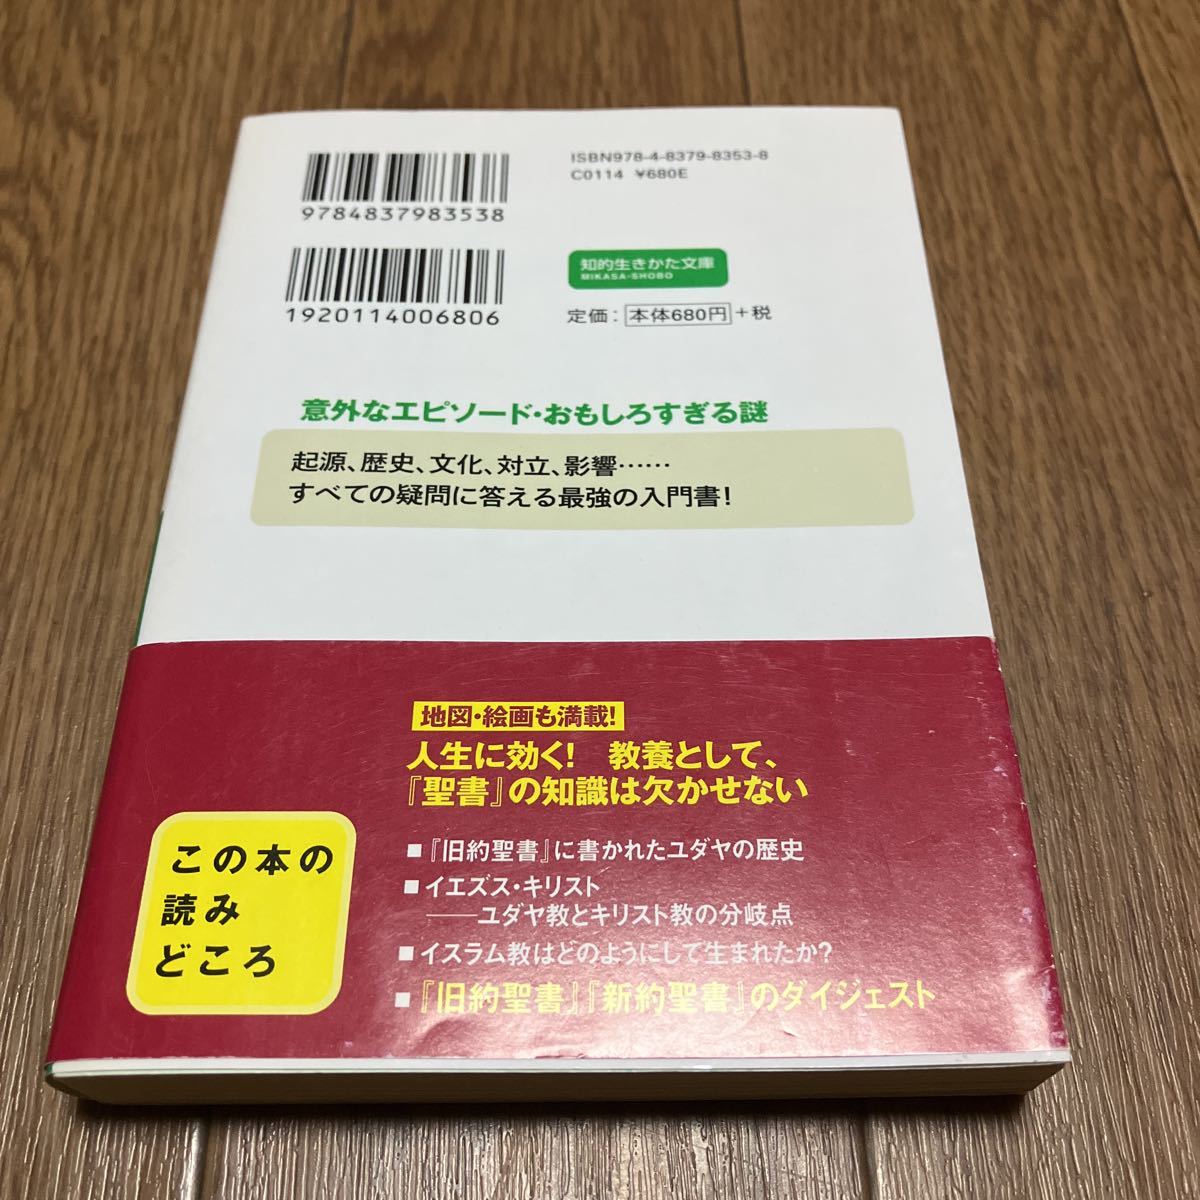 ISBN978-4-8379-8353-8
C0114 ¥680E
9784837983538
知的生きかた文庫
MIKASA-SHOBO
1920114006806
定価：本体680円+税
意外なエピソード・おもしろすぎる謎
起源、歴史、文化、対立、影響……
すべての疑問に答える最強の入門書！
地図・絵画も満載！
人生に効く！ 教養として、
『聖書』の知識は欠かせない
この本の
読み
どころ
■『旧約聖書』に書かれたユダヤの歴史
■イエズス・キリスト
――ユダヤ教とキリスト教の分岐点
■イスラム教はどのようにして生まれたか？
■『旧約聖書』『新約聖書』のダイジェスト